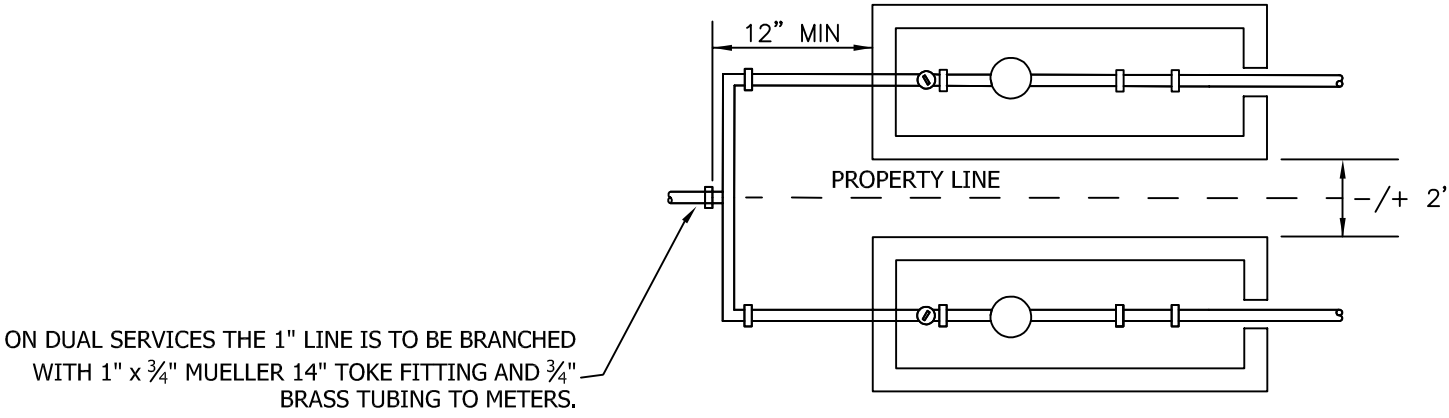 12” MIN
PROPERTY LINE
-/+ 2’
ON DUAL SERVICES THE 1" LINE IS TO BE BRANCHED
WITH 1" x ¾" MUELLER 14" TOKE FITTING AND ¾"
BRASS TUBING TO METERS.